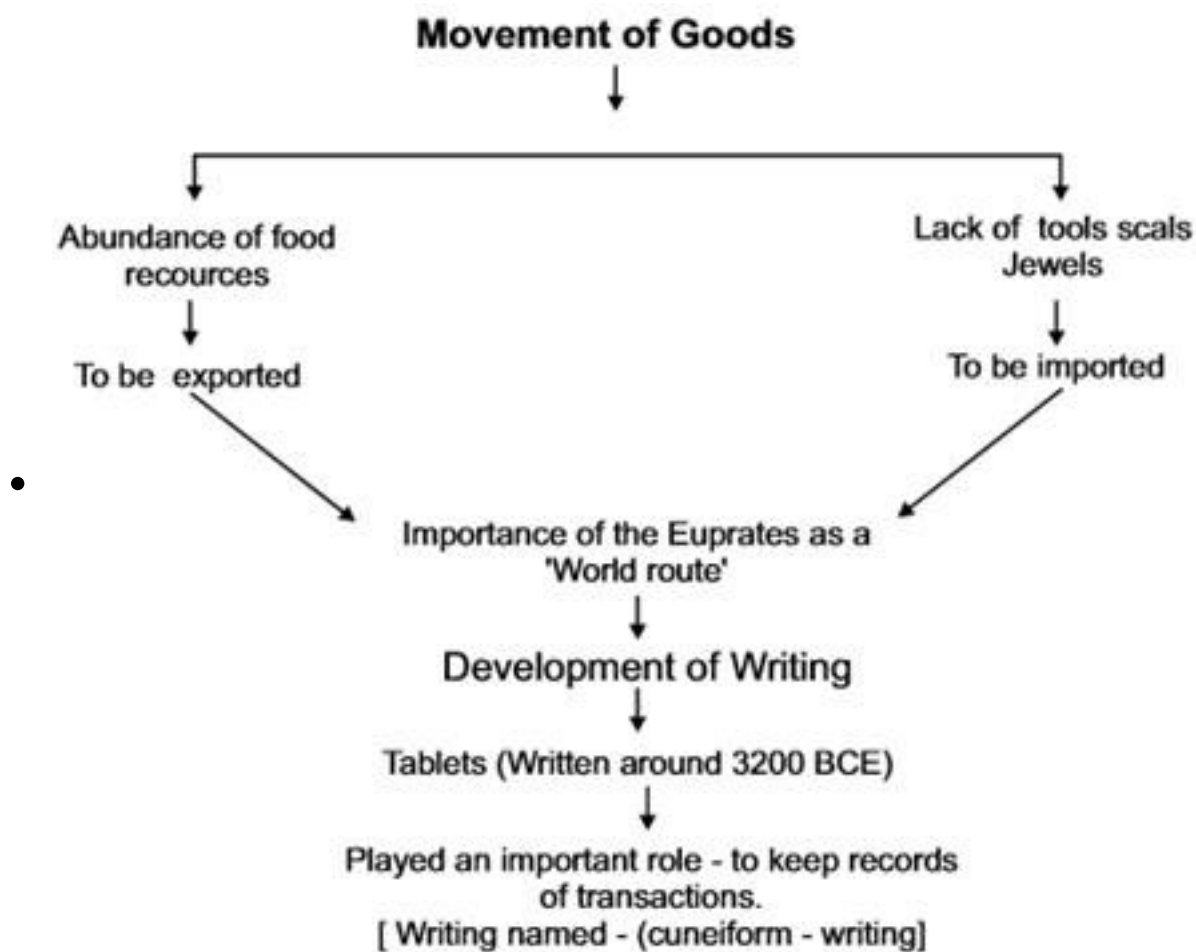 Movement of Goods
Abundance of food
recources
Lack of tools scals
Jewels
To be exported
To be imported
Importance of the Euprates as a
'World route'
Development of Writing
Tablets (Written around 3200 BCE)
Played an important role - to keep records
of transactions.
[ Writing named - (cuneiform - writing]